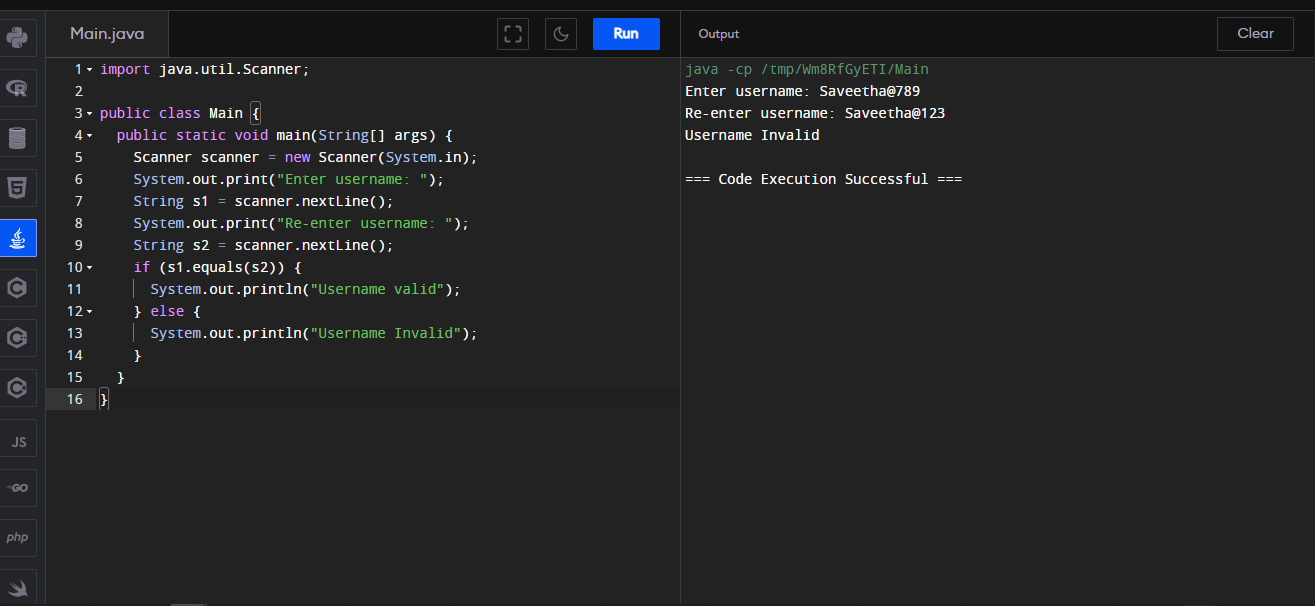 Main.java
Run
1 import java.util.Scanner;
2
3 public class Main {
4 public static void main(String[] args) {
5 Scanner scanner = new Scanner(System.in);
6 System.out.print("Enter username: ");
7 String s1 = scanner.nextLine();
8 System.out.print("Re-enter username: ");
9 String s2 = scanner.nextLine();
10 if (s1.equals(s2)) {
11 System.out.println("Username valid");
12 } else {
13 System.out.println("Username Invalid");
14 }
15 }
16 }
Output
Clear
java -cp /tmp/Wm8RfGyETI/Main
Enter username: Saveetha@789
Re-enter username: Saveetha@123
Username Invalid
=== Code Execution Successful ===
R
5
C
C
C
JS
GO
php